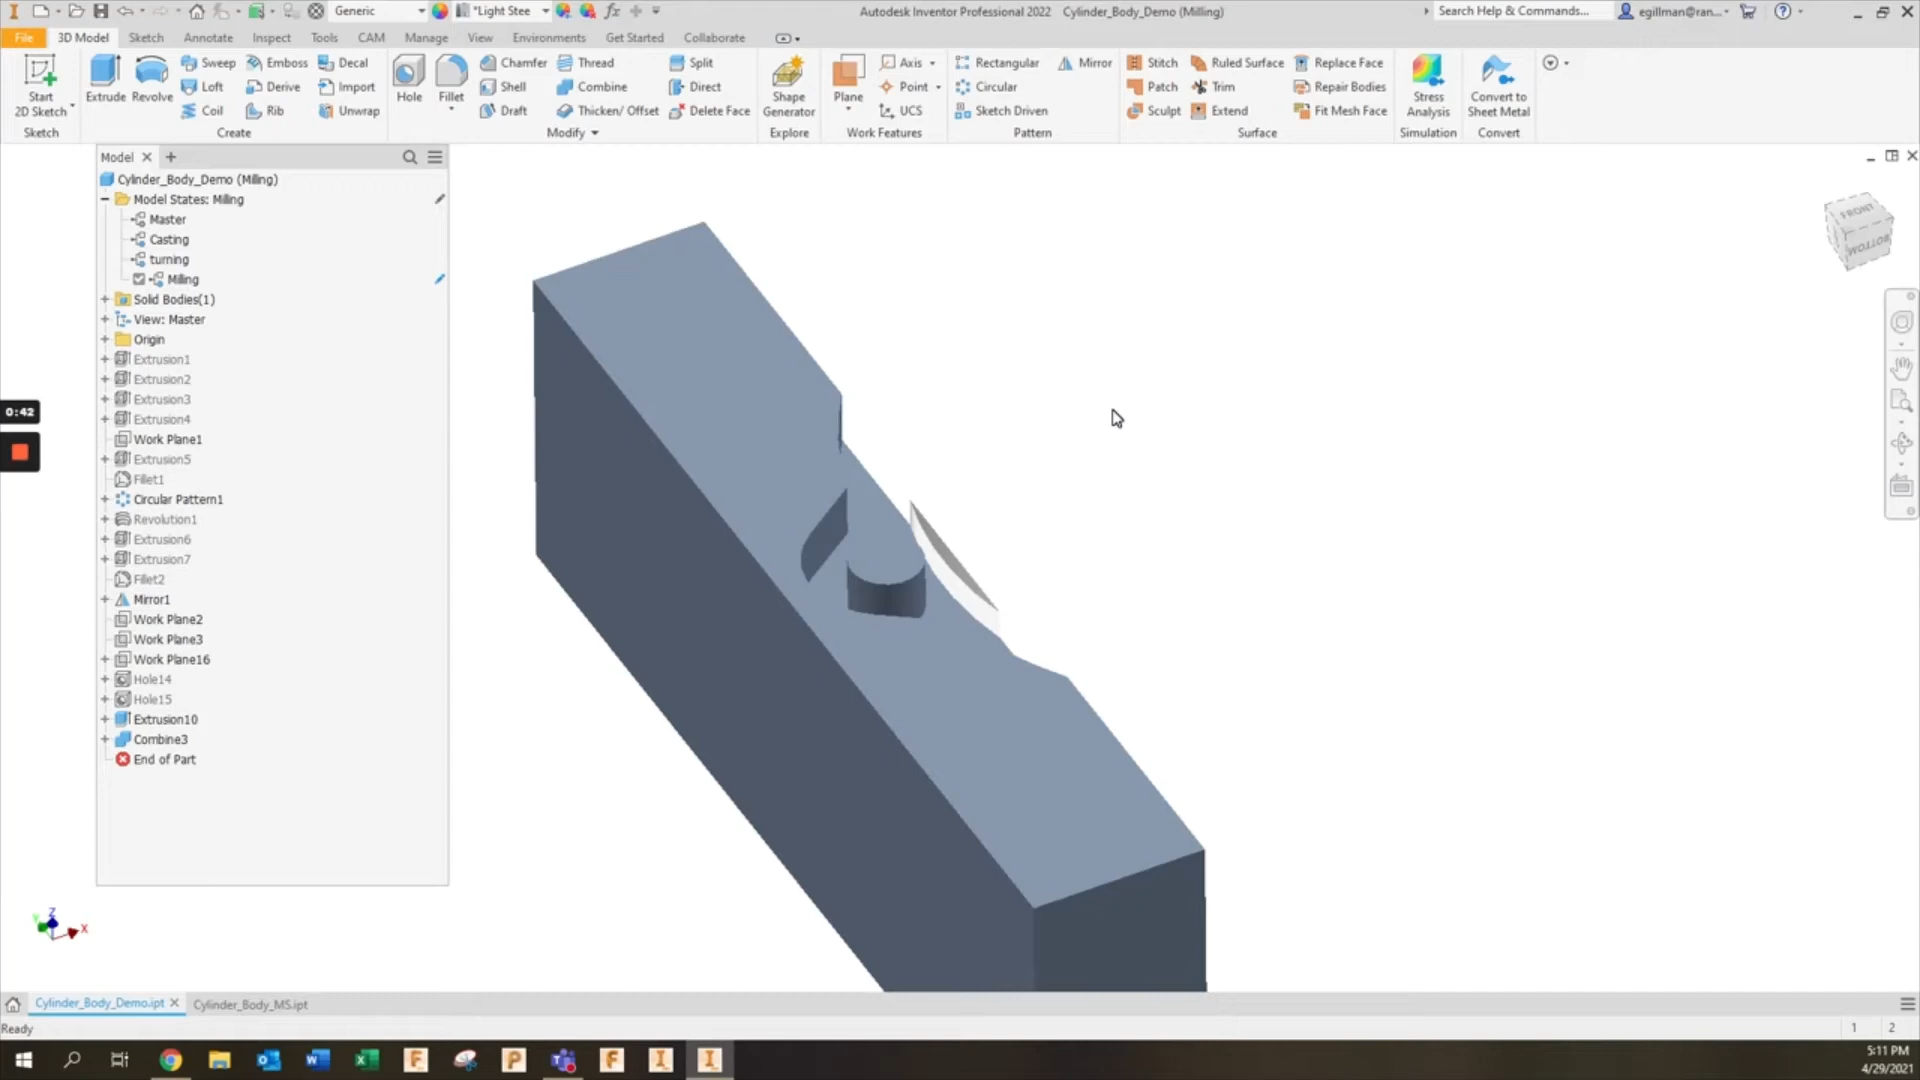 Generic
*Light Stee
fx
Autodesk Inventor Professional 2022 Cylinder_Body_Demo (Milling)
Search Help & Commands...
egillman@ran...
File 3D Model Sketch Annotate Inspect Tools CAM Manage View Environments Get Started Collaborate
Start
2D Sketch
Sketch
Extrude
Revolve
Sweep
Emboss
Decal
Loft
Derive
Import
Coil
Rib
Unwrap
Create
Hole
Fillet
Chamfer
Thread
Split
Shell
Combine
Direct
Draft
Thicken/ Offset
Delete Face
Modify
Shape
Generator
Explore
Plane
Axis
Point
UCS
Work Features
Rectangular
Mirror
Circular
Sketch Driven
Pattern
Stitch
Ruled Surface
Replace Face
Patch
Trim
Repair Bodies
Sculpt
Extend
Fit Mesh Face
Surface
Stress
Analysis
Simulation
Convert to
Sheet Metal
Convert
Model
Cylinder_Body_Demo (Milling)
Model States: Milling
Master
Casting
turning
Milling
Solid Bodies(1)
View: Master
Origin
Extrusion1
Extrusion2
Extrusion3
Extrusion4
Work Plane1
Extrusion5
Fillet1
Circular Pattern1
Revolution1
Extrusion6
Extrusion7
Fillet2
Mirror1
Work Plane2
Work Plane3
Work Plane16
Hole14
Hole15
Extrusion10
Combine3
End of Part
0:42
FRONT
BOTTOM
Z
Y
X
Cylinder_Body_Demo.ipt
Cylinder_Body_MS.ipt
Ready
1 2
5:11 PM
4/29/2021